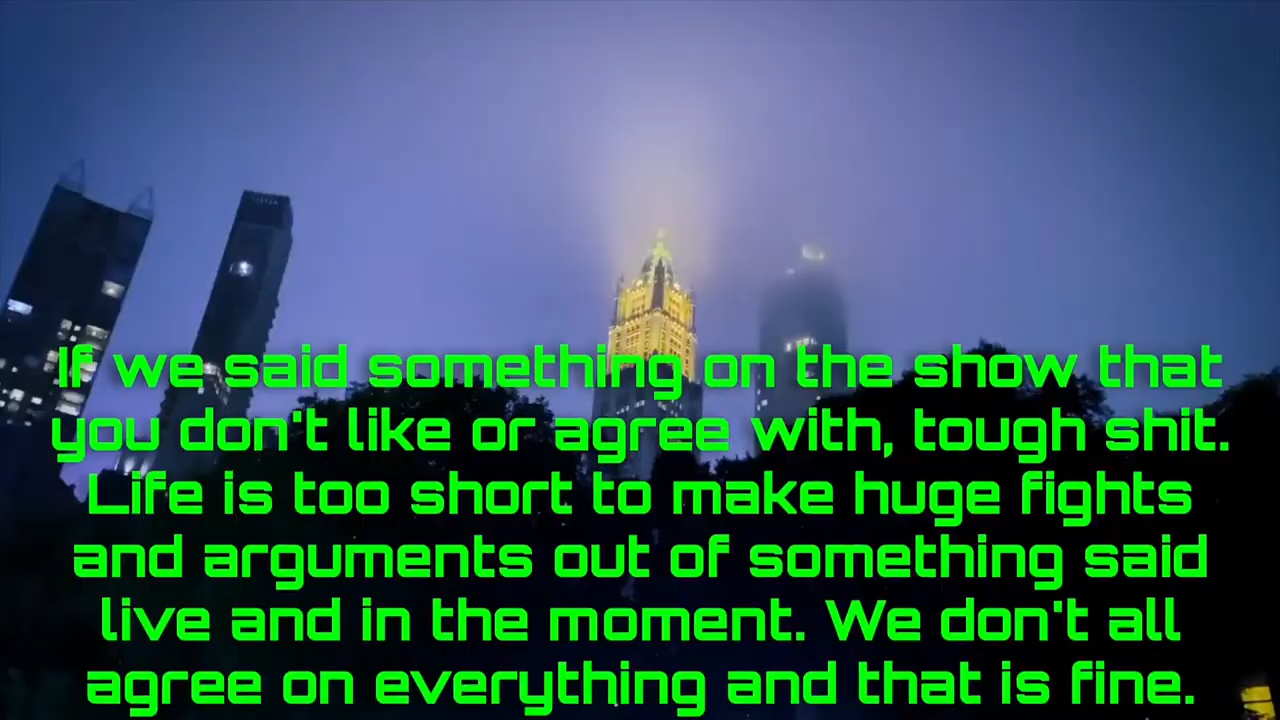 If we said something on the show that
you don't like or agree with, tough shit.
Life is too short to make huge fights
and arguments out of something said
live and in the moment. We don't all
agree on everything and that is fine.